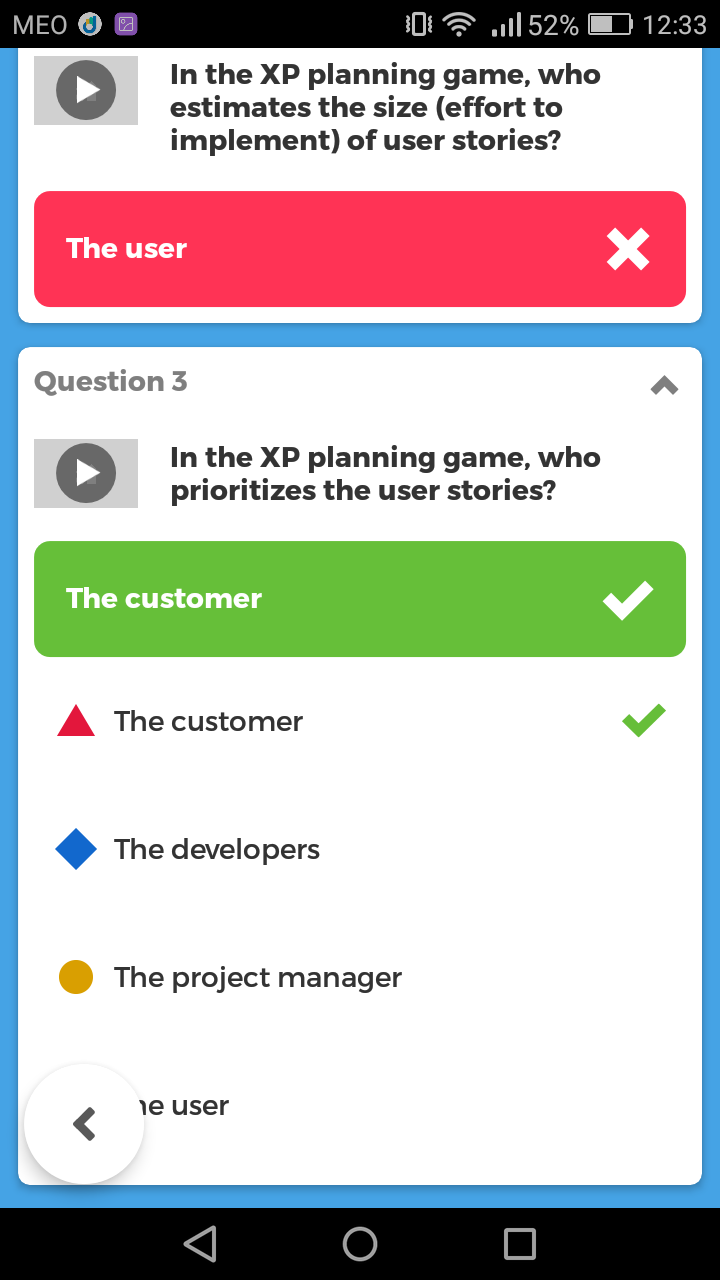 MEO 52% 12:33
In the XP planning game, who
estimates the size (effort to
implement) of user stories?
The user
Question 3
In the XP planning game, who
prioritizes the user stories?
The customer
The customer
The developers
The project manager
user